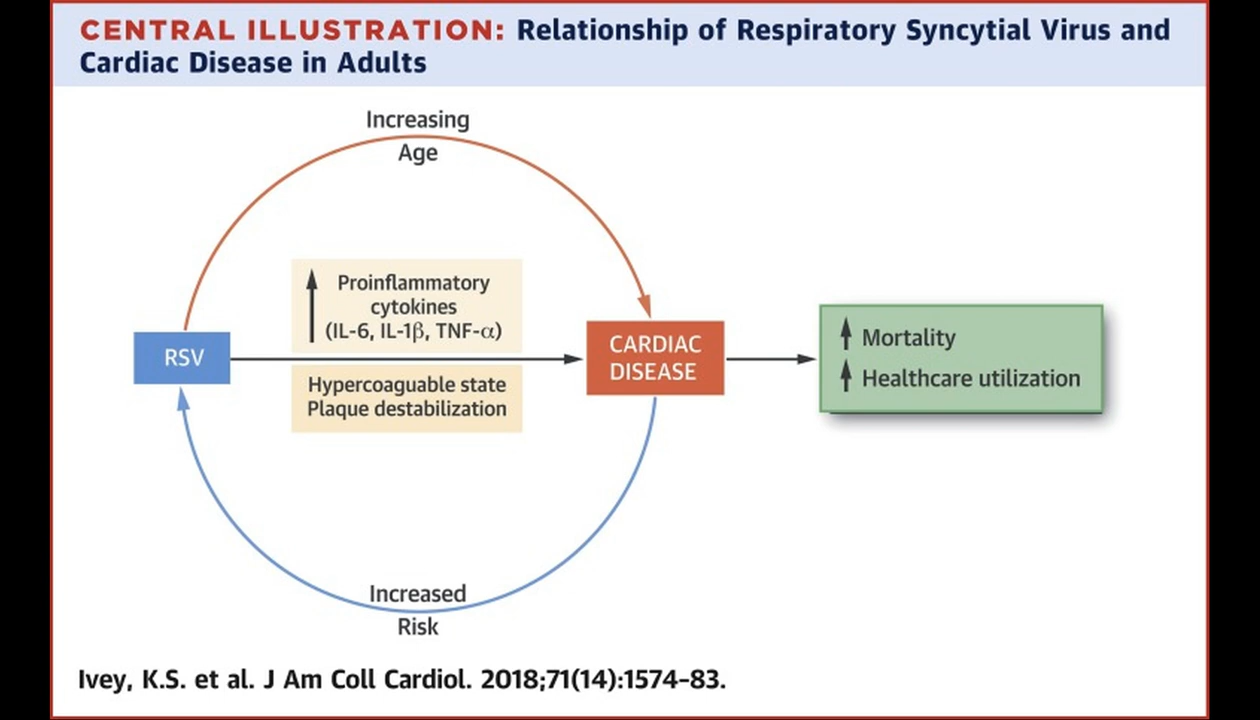 CENTRAL ILLUSTRATION: Relationship of Respiratory Syncytial Virus and
Cardiac Disease in Adults
Increasing
Age
Proinflammatory
cytokines
(IL-6, IL-1β, TNF-α)
RSV
Hypercoaguable state
Plaque destabilization
CARDIAC
DISEASE
Mortality
Healthcare utilization
Increased
Risk
Ivey, K.S. et al. J Am Coll Cardiol. 2018;71(14):1574–83.